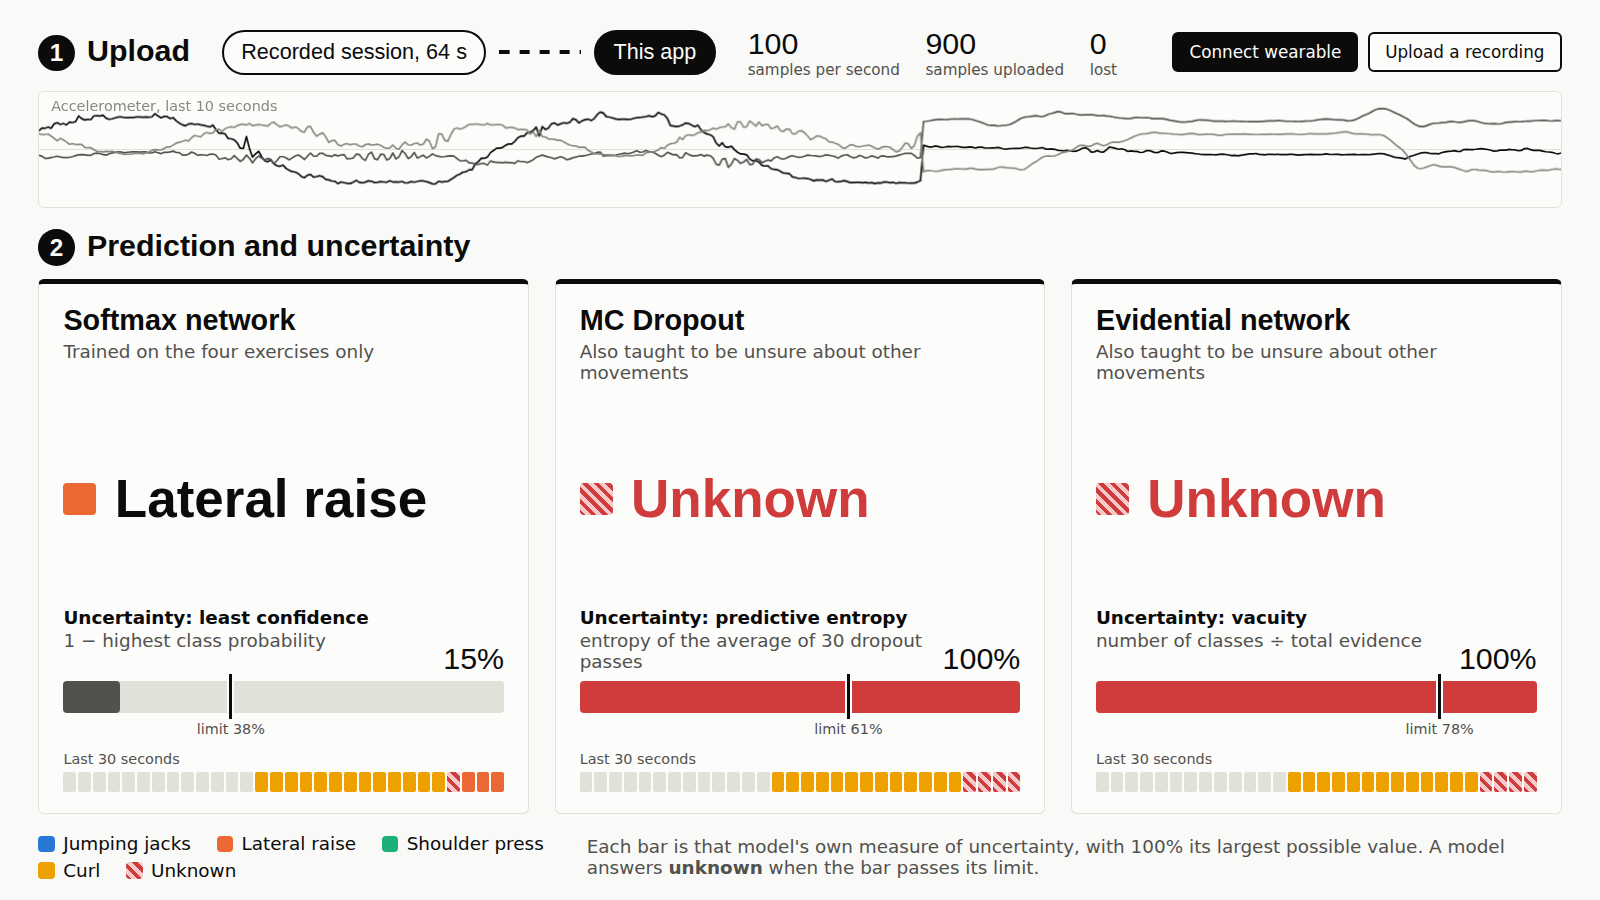 1 Upload
Recorded session, 64 s
This app
100
samples per second
900
samples uploaded
0
lost
Connect wearable
Upload a recording
Accelerometer, last 10 seconds
2 Prediction and uncertainty
Softmax network
Trained on the four exercises only
Lateral raise
Uncertainty: least confidence
1 − highest class probability
15%
limit 38%
Last 30 seconds
MC Dropout
Also taught to be unsure about other
movements
Unknown
Uncertainty: predictive entropy
entropy of the average of 30 dropout
passes
100%
limit 61%
Last 30 seconds
Evidential network
Also taught to be unsure about other
movements
Unknown
Uncertainty: vacuity
number of classes ÷ total evidence
100%
limit 78%
Last 30 seconds
Jumping jacks
Lateral raise
Shoulder press
Curl
Unknown
Each bar is that model's own measure of uncertainty, with 100% its largest possible value. A model
answers unknown when the bar passes its limit.